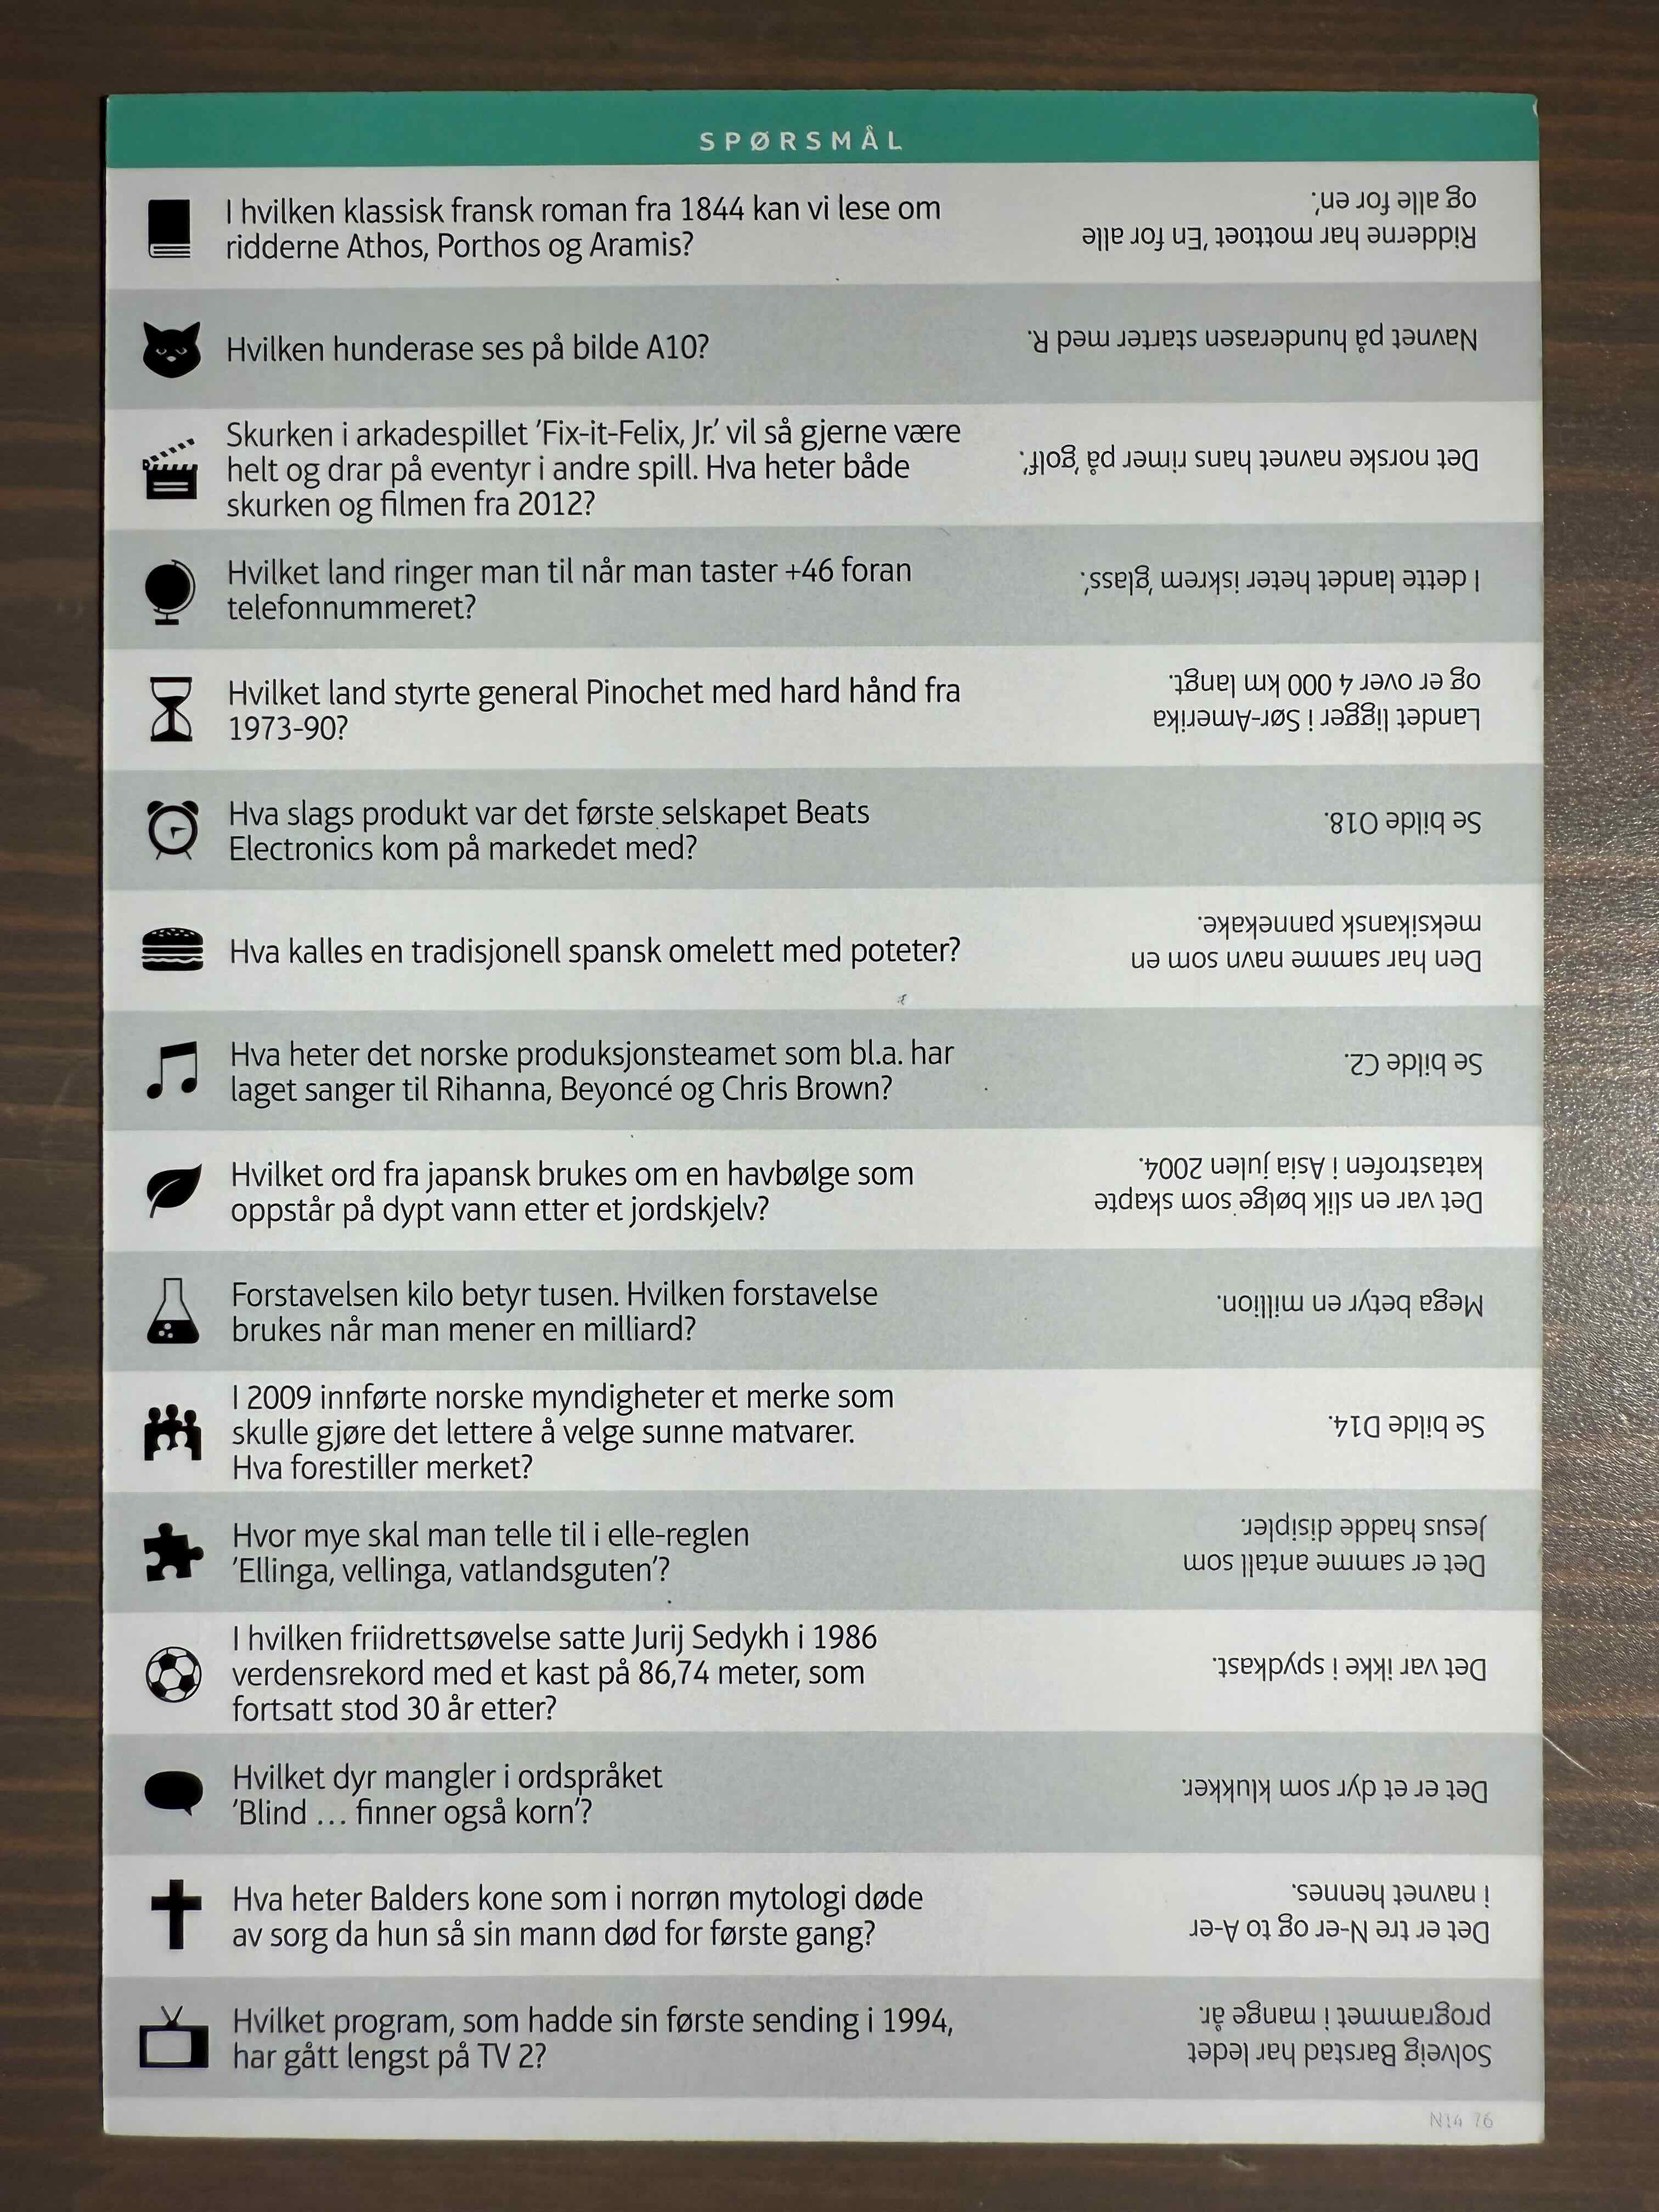 SPØRSMÅL
I hvilken klassisk fransk roman fra 1844 kan vi lese om
ridderne Athos, Porthos og Aramis?
Ridderne har mottoet 'En for alle
og alle for en'.
Hvilken hunderase ses på bilde A10?
Navnet på hunderasen starter med R.
Skurken i arkadespillet 'Fix-it-Felix, Jr.' vil så gjerne være
helt og drar på eventyr i andre spill. Hva heter både
skurken og filmen fra 2012?
Det norske navnet hans rimer på 'golf'.
Hvilket land ringer man til når man taster +46 foran
telefonnummeret?
I dette landet heter iskrem 'glass'.
Hvilket land styrte general Pinochet med hard hånd fra
1973-90?
Landet ligger i Sør-Amerika
og er over 4 000 km langt.
Hva slags produkt var det første selskapet Beats
Electronics kom på markedet med?
Se bilde O18.
Hva kalles en tradisjonell spansk omelett med poteter?
Den har samme navn som en
meksikansk pannekake.
Hva heter det norske produksjonsteamet som bl.a. har
laget sanger til Rihanna, Beyoncé og Chris Brown?
Se bilde C2.
Hvilket ord fra japansk brukes om en havbølge som
oppstår på dypt vann etter et jordskjelv?
Det var en slik bølge som skapte
katastrofen i Asia julen 2004.
Forstavelsen kilo betyr tusen. Hvilken forstavelse
brukes når man mener en milliard?
Mega betyr en million.
I 2009 innførte norske myndigheter et merke som
skulle gjøre det lettere å velge sunne matvarer.
Hva forestiller merket?
Se bilde D14.
Hvor mye skal man telle til i elle-reglen
'Ellinga, vellinga, vatlandsguten'?
Det er samme antall som
Jesus hadde disipler.
I hvilken friidrettsøvelse satte Jurij Sedykh i 1986
verdensrekord med et kast på 86,74 meter, som
fortsatt stod 30 år etter?
Det var ikke i spydkast.
Hvilket dyr mangler i ordspråket
'Blind ... finner også korn'?
Det er et dyr som klukker.
Hva heter Balders kone som i norrøn mytologi døde
av sorg da hun så sin mann død for første gang?
Det er tre N-er og to A-er
i navnet hennes.
Hvilket program, som hadde sin første sending i 1994,
har gått lengst på TV 2?
Solveig Barstad har ledet
programmet i mange år.
N14 76